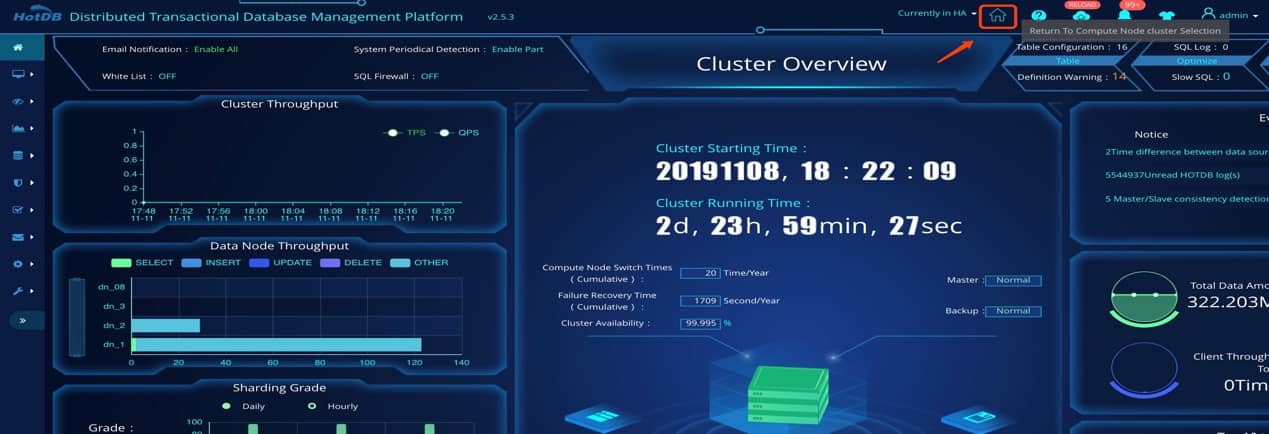 HotDB Distributed Transactional Database Management Platform v2.5.3
Currently in HA
RELOAD
99+
admin
Return To Compute Node cluster Selection
Email Notification : Enable All
System Periodical Detection : Enable Part
White List : OFF
SQL Firewall : OFF
Cluster Overview
Table Configuration : 16
Table
Definition Warning : 14
SQL Log : 0
Optimize
Slow SQL : 0
Cluster Throughput
TPS QPS
1
0.8
0.6
0.4
0.2
0
17:48 17:52 17:56 18:00 18:04 18:08 18:12 18:16 18:20
11-11 11-11 11-11 11-11 11-11 11-11 11-11 11-11 11-11
Data Node Throughput
SELECT INSERT UPDATE DELETE OTHER
dn_08
dn_3
dn_2
dn_1
0 20 40 60 80 100 120 140
Sharding Grade
Daily Hourly
Grade :
100
Cluster Starting Time :
20191108, 18 : 22 : 09
Cluster Running Time :
2d, 23h, 59min, 27sec
Compute Node Switch Times
( Cumulative ) : 20 Time/Year
Failure Recovery Time
( Cumulative ) : 1709 Second/Year
Cluster Availability : 99.995 %
Master : Normal
Backup : Normal
Notice
2Time difference between data sour
5544937Unread HOTDB log(s)
5 Master/Slave consistency detection
Total Data Amo
322.203M
Client Through
To
0Tim